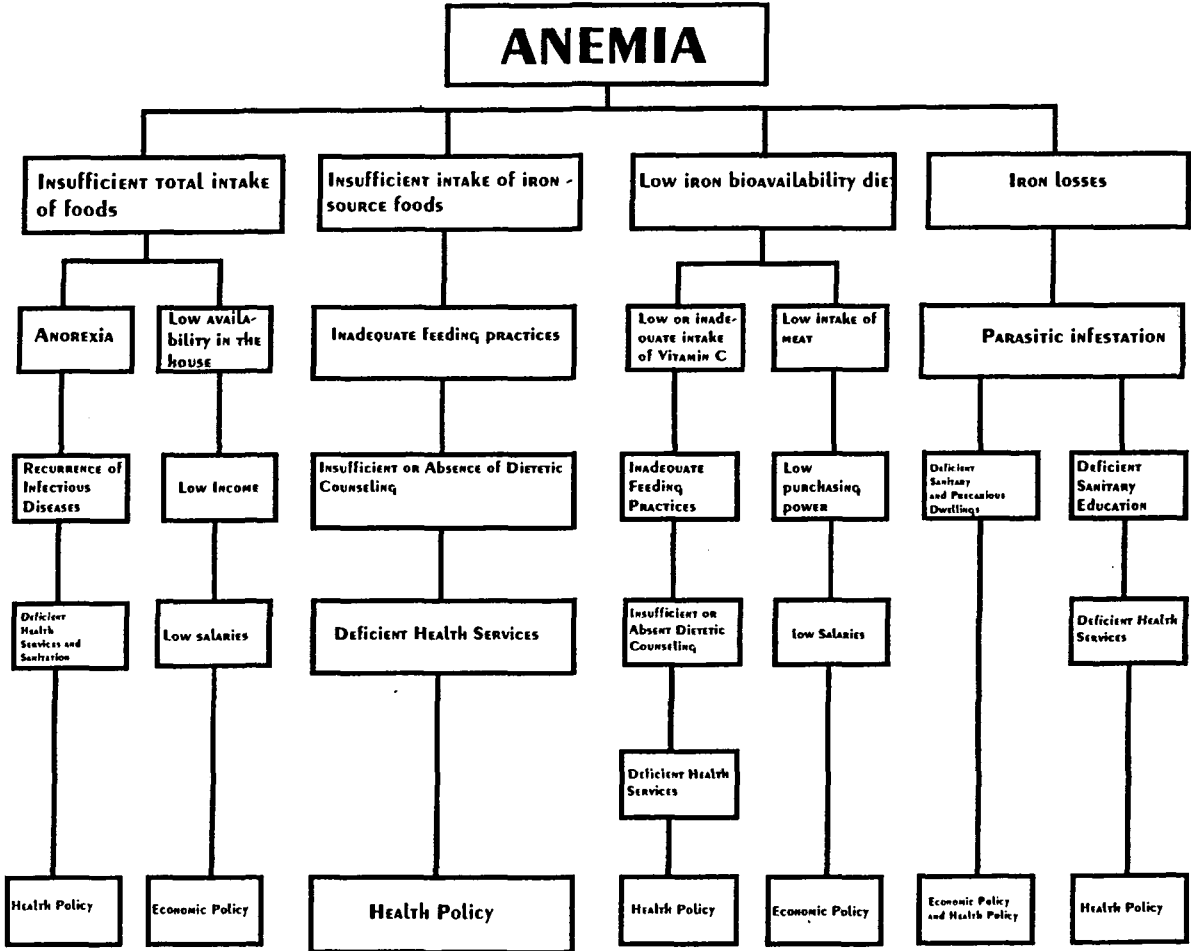 ANEMIA
Insufficient total intake
of foods
Insufficient intake of iron -
source foods
Low iron bioavailability diet
Iron losses
Anorexia
Low availa-
bility in the
house
Inadequate feeding practices
Low or inade-
quate intake
of Vitamin C
Low intake of
meat
Parasitic infestation
Recurrence of
Infectious
Diseases
Low Income
Insufficient or Absence of Dietetic
Counseling
Inadequate
Feeding
Practices
Low
purchasing
power
Deficient
Sanitary
and Precarious
Dwellings
Deficient
Sanitary
Education
Deficient
Health
Services and
Sanitation
Low salaries
Deficient Health Services
Insufficient or
Absent Dietetic
Counseling
Low Salaries
Deficient Health
Services
Deficient Health
Services
Health Policy
Economic Policy
Health Policy
Health Policy
Economic Policy
Economic Policy
and Health Policy
Health Policy